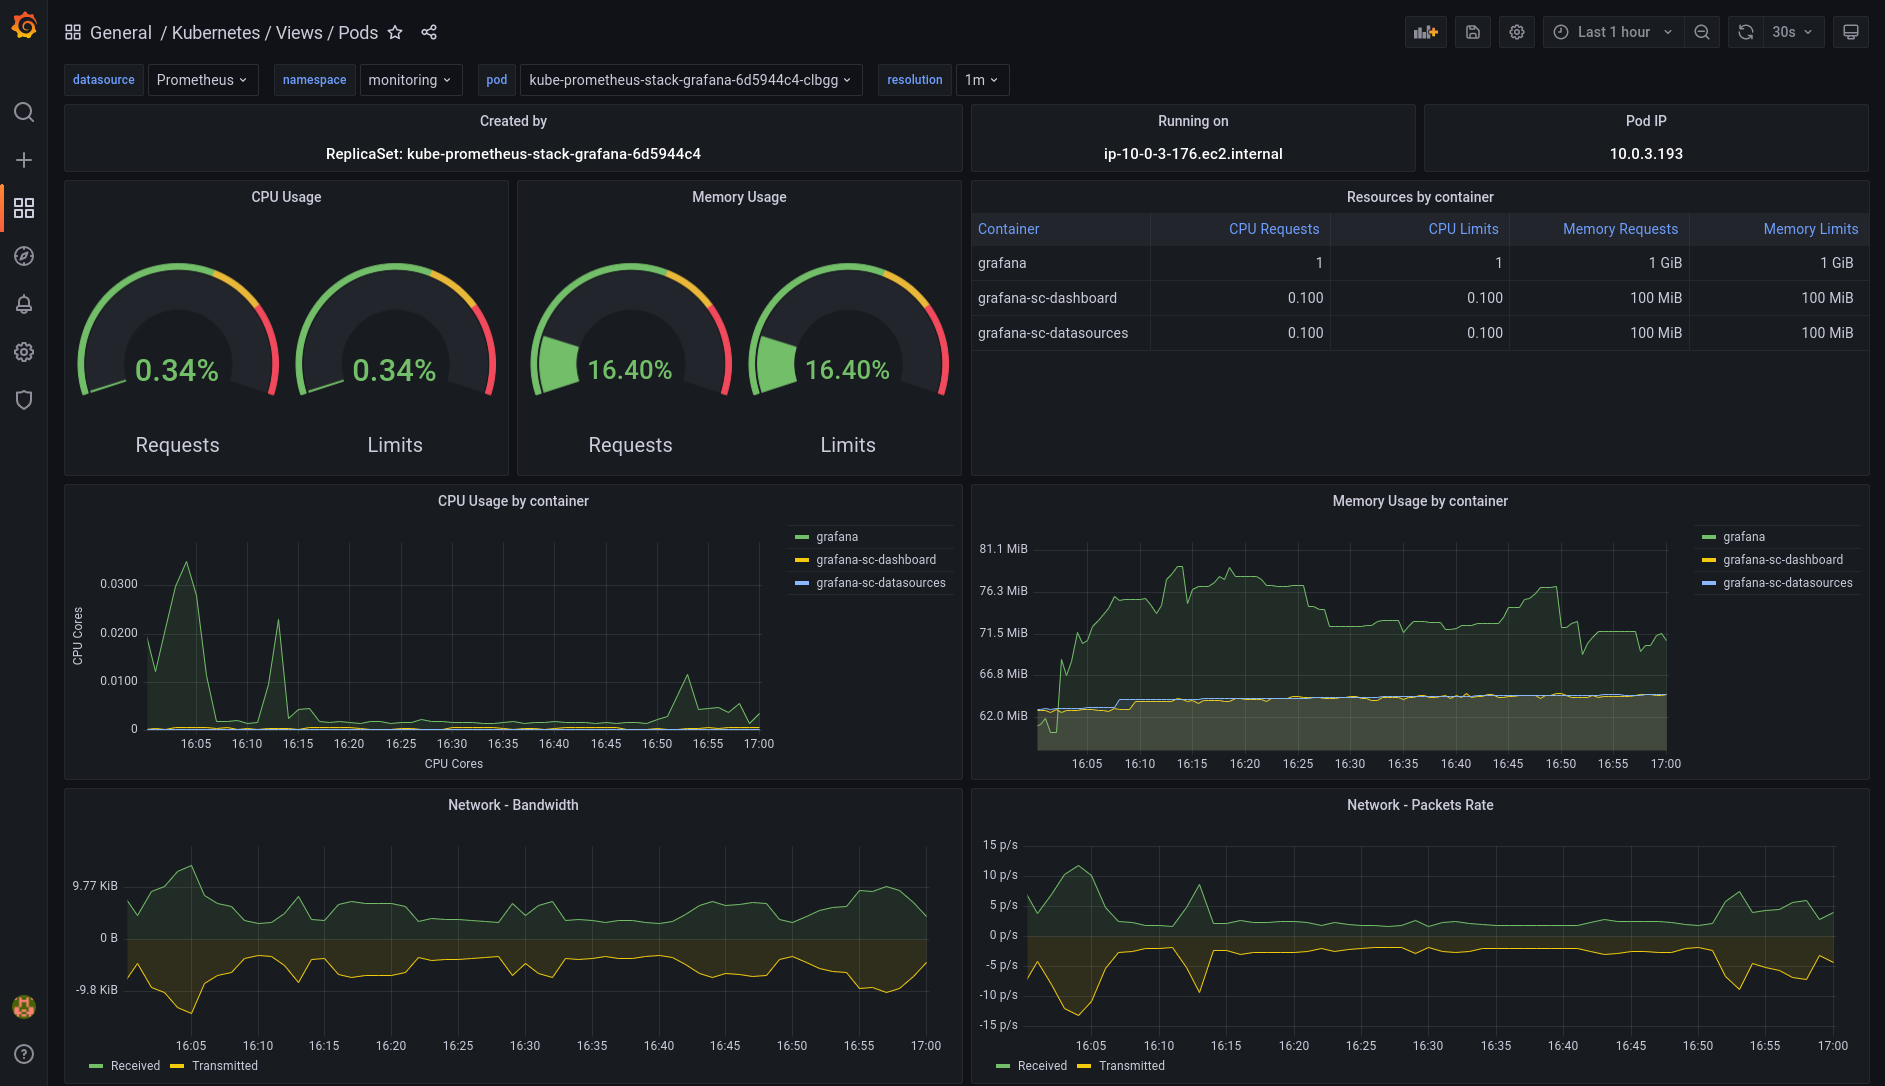 General / Kubernetes / Views / Pods
Last 1 hour
30s
datasource Prometheus namespace monitoring pod kube-prometheus-stack-grafana-6d5944c4-clbgg resolution 1m
Created by
ReplicaSet: kube-prometheus-stack-grafana-6d5944c4
Running on
ip-10-0-3-176.ec2.internal
Pod IP
10.0.3.193
CPU Usage
0.34% 0.34%
Requests Limits
Memory Usage
16.40% 16.40%
Requests Limits
Resources by container
Container CPU Requests CPU Limits Memory Requests Memory Limits
grafana 1 1 1 GiB 1 GiB
grafana-sc-dashboard 0.100 0.100 100 MiB 100 MiB
grafana-sc-datasources 0.100 0.100 100 MiB 100 MiB
CPU Usage by container
CPU Cores
0.0300
0.0200
0.0100
0
16:05 16:10 16:15 16:20 16:25 16:30 16:35 16:40 16:45 16:50 16:55 17:00
CPU Cores
grafana
grafana-sc-dashboard
grafana-sc-datasources
Memory Usage by container
81.1 MiB
76.3 MiB
71.5 MiB
66.8 MiB
62.0 MiB
16:05 16:10 16:15 16:20 16:25 16:30 16:35 16:40 16:45 16:50 16:55 17:00
grafana
grafana-sc-dashboard
grafana-sc-datasources
Network - Bandwidth
9.77 KiB
0 B
-9.8 KiB
16:05 16:10 16:15 16:20 16:25 16:30 16:35 16:40 16:45 16:50 16:55 17:00
Received Transmitted
Network - Packets Rate
15 p/s
10 p/s
5 p/s
0 p/s
-5 p/s
-10 p/s
-15 p/s
16:05 16:10 16:15 16:20 16:25 16:30 16:35 16:40 16:45 16:50 16:55 17:00
Received Transmitted